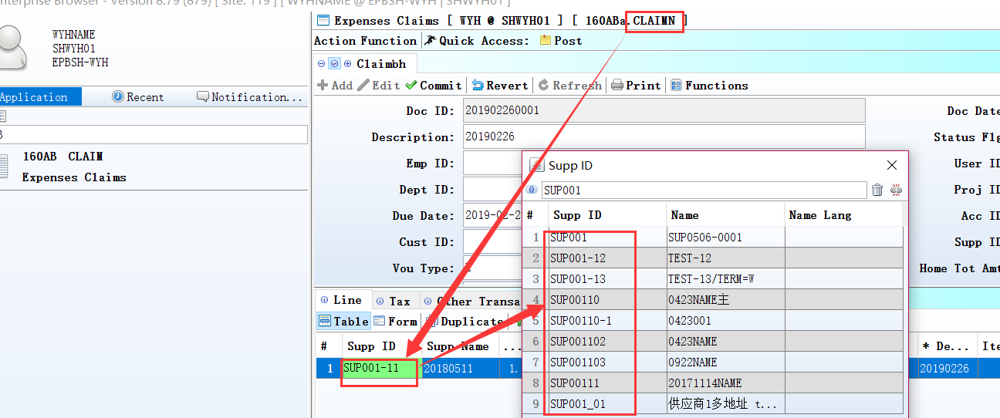 nterprise Browser - Version 8.79 (879) [ Site: 119 ] [ WYHNAME @ EPBSH-WYH | SHWYH01 ]
WYHNAME
SHWYH01
EPBSH-WYH
Application
Recent
Notification...
160AB CLAIM
Expenses Claims
Expenses Claims [ WYH @ SHWYH01 ] [ 160ABa.CLAIMN ]
Action Function
Quick Access:
Post
Claimbh
Add
Edit
Commit
Revert
Refresh
Print
Functions
Doc ID: 201902260001
Doc Date
Description: 20190226
Status Flg
Emp ID:
User ID
Dept ID:
Proj ID
Due Date: 2019-02-2
Acc ID
Cust ID:
Supp ID
Vou Type:
Home Tot Amt
Line
Tax
Other Transa
Table
Form
Duplicate
# Supp ID Supp Name ... * De... Ite
1 SUP001-11 20180511 1. 20190226
Supp ID
SUP001
# Supp ID Name Name Lang
1 SUP001 SUP0506-0001
2 SUP001-12 TEST-12
3 SUP001-13 TEST-13/TERM=W
4 SUP00110 0423NAME主
5 SUP00110-1 0423001
6 SUP001102 0423NAME
7 SUP001103 0922NAME
8 SUP00111 20171114NAME
9 SUP001_01 供应商1多地址 t...